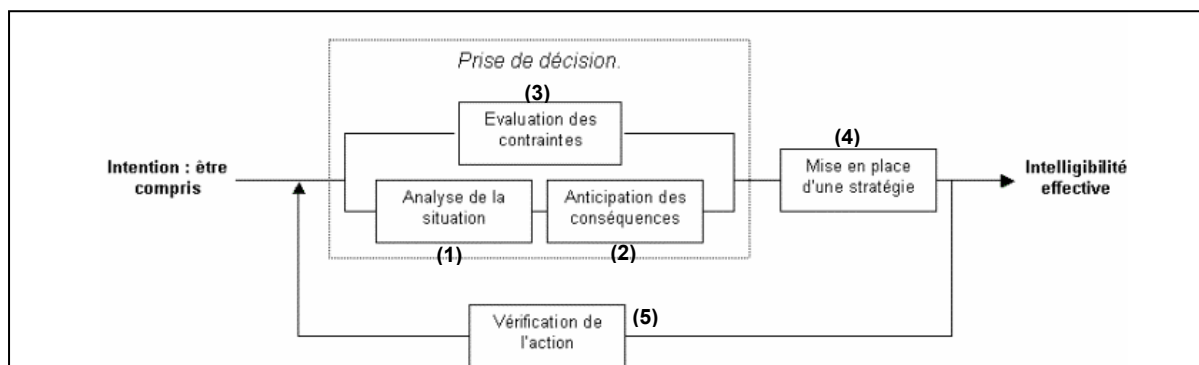 Prise de décision.
(3)
Evaluation des
contraintes
(4)
Intention : être
compris
Mise en place
d'une stratégie
Intelligibilité
effective
Analyse de la
situation
Anticipation des
conséquences
(1)
(2)
Vérification de
l'action
(5)